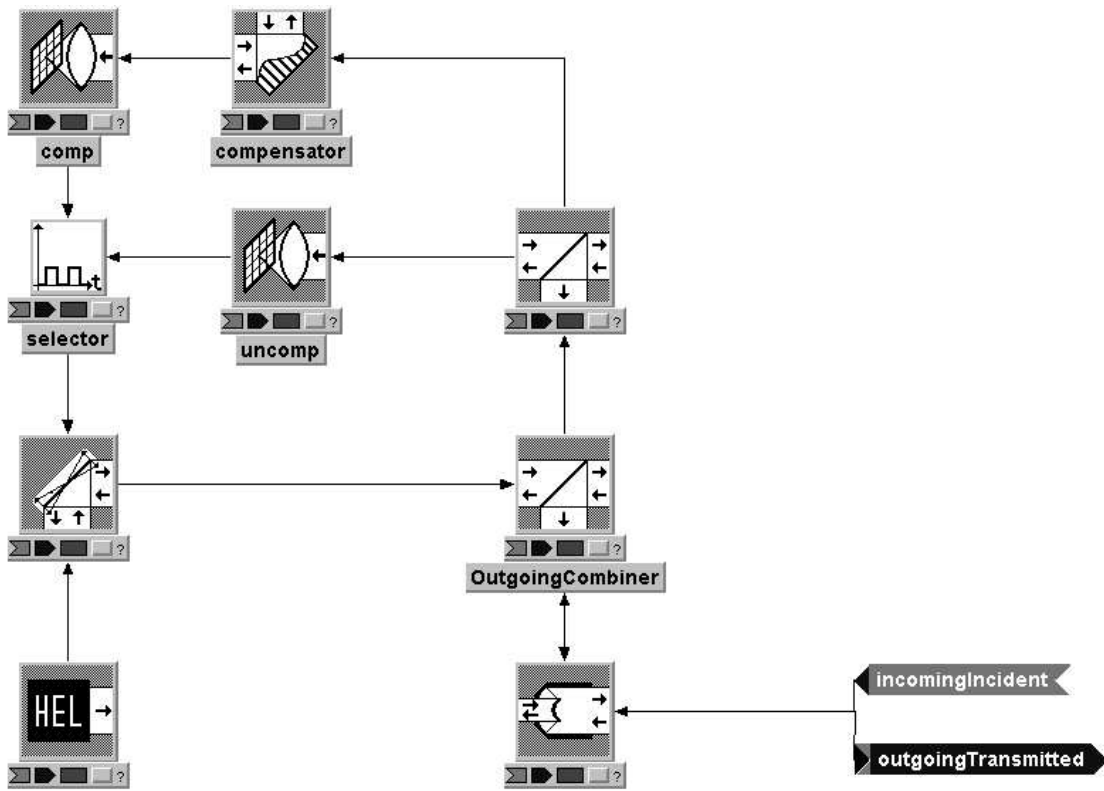 ? ?
comp compensator
t
? ? ?
selector uncomp
? ?
OutgoingCombiner
HEL incomingIncident
outgoingTransmitted
? ?